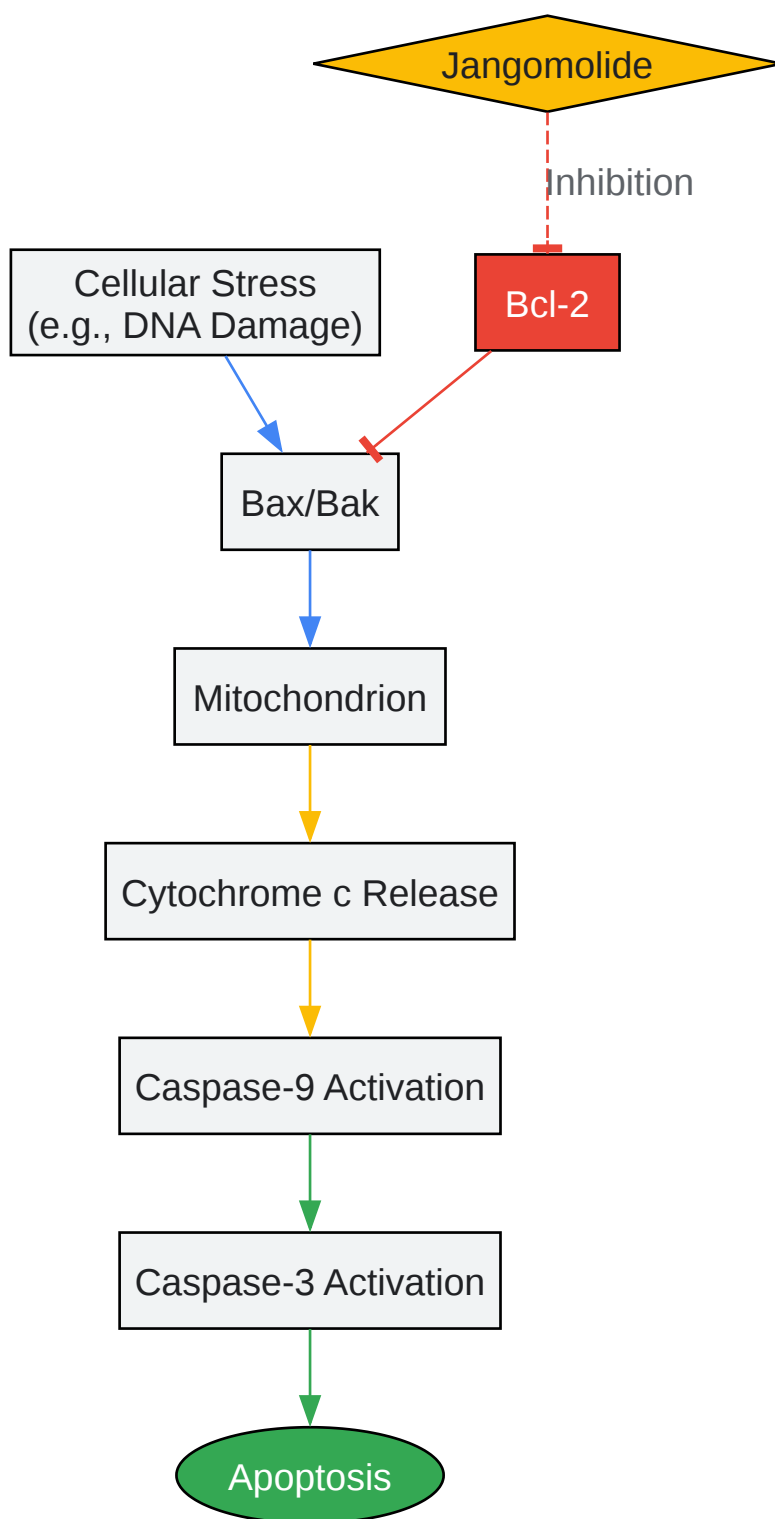 Jangomolide
Inhibition
Cellular Stress
(e.g., DNA Damage)
Bcl-2
Bax/Bak
Mitochondrion
Cytochrome c Release
Caspase-9 Activation
Caspase-3 Activation
Apoptosis